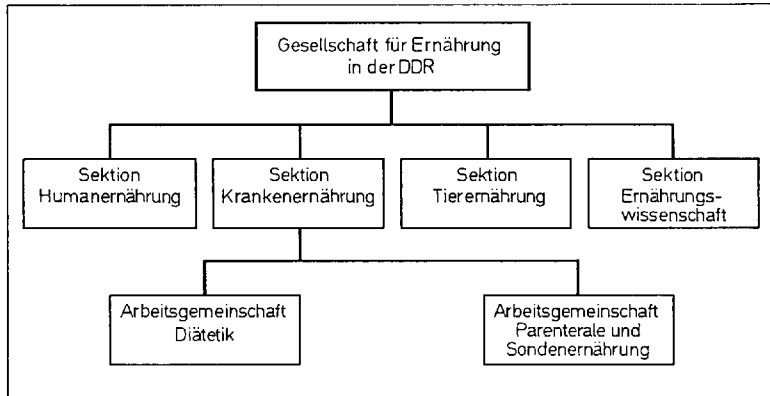 Gesellschaft für Ernährung
in der DDR
Sektion
Humanernährung
Sektion
Krankenernährung
Sektion
Tierernährung
Sektion
Ernährungs-
wissenschaft
Arbeitsgemeinschaft
Diätetik
Arbeitsgemeinschaft
Parenterale und
Sondenernährung